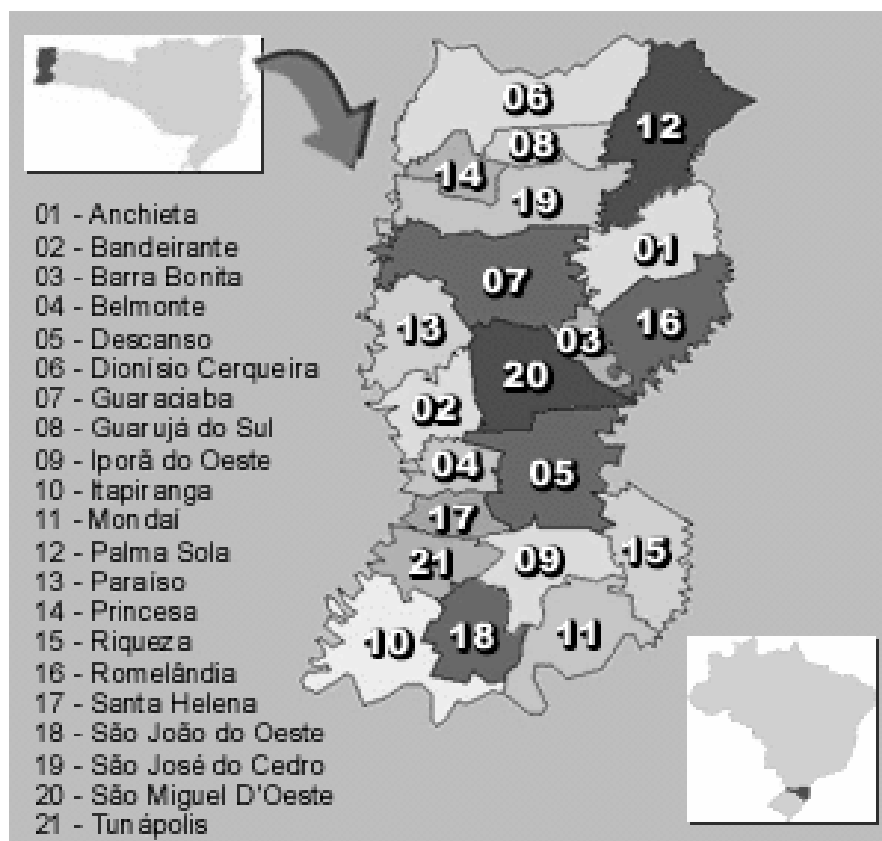 06
12
08
14
19
01 - Anchieta
02 - Bandeirante
03 - Barra Bonita
04 - Belmonte
05 - Descanso
06 - Dionísio Cerqueira
07 - Guaraciaba
08 - Guarujá do Sul
09 - Iporã do Oeste
10 - Itapiranga
11 - Mondaí
12 - Palma Sola
13 - Paraíso
14 - Princesa
15 - Riqueza
16 - Romelândia
17 - Santa Helena
18 - São João do Oeste
19 - São José do Cedro
20 - São Miguel D'Oeste
21 - Tunápolis
01
07
16
13
03
20
02
04
05
17
21
09
15
10
18
11